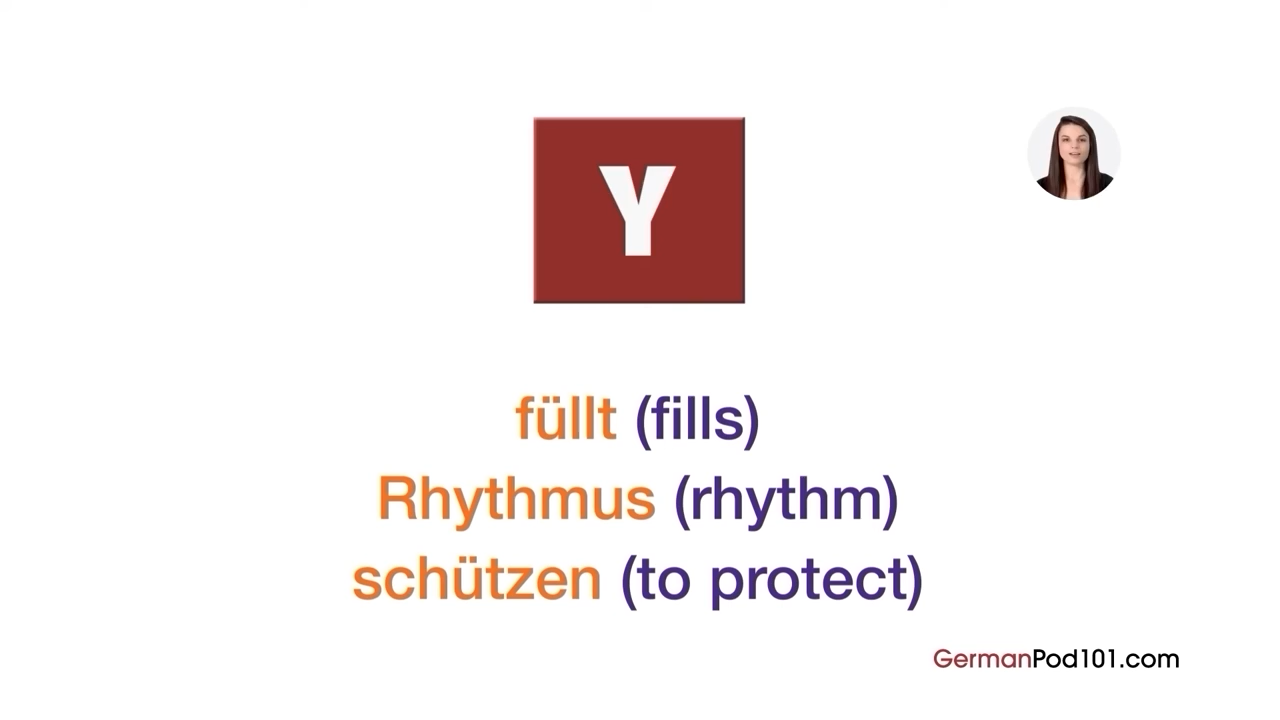 Y
füllt (fills)
Rhythmus (rhythm)
schützen (to protect)
GermanPod101.com